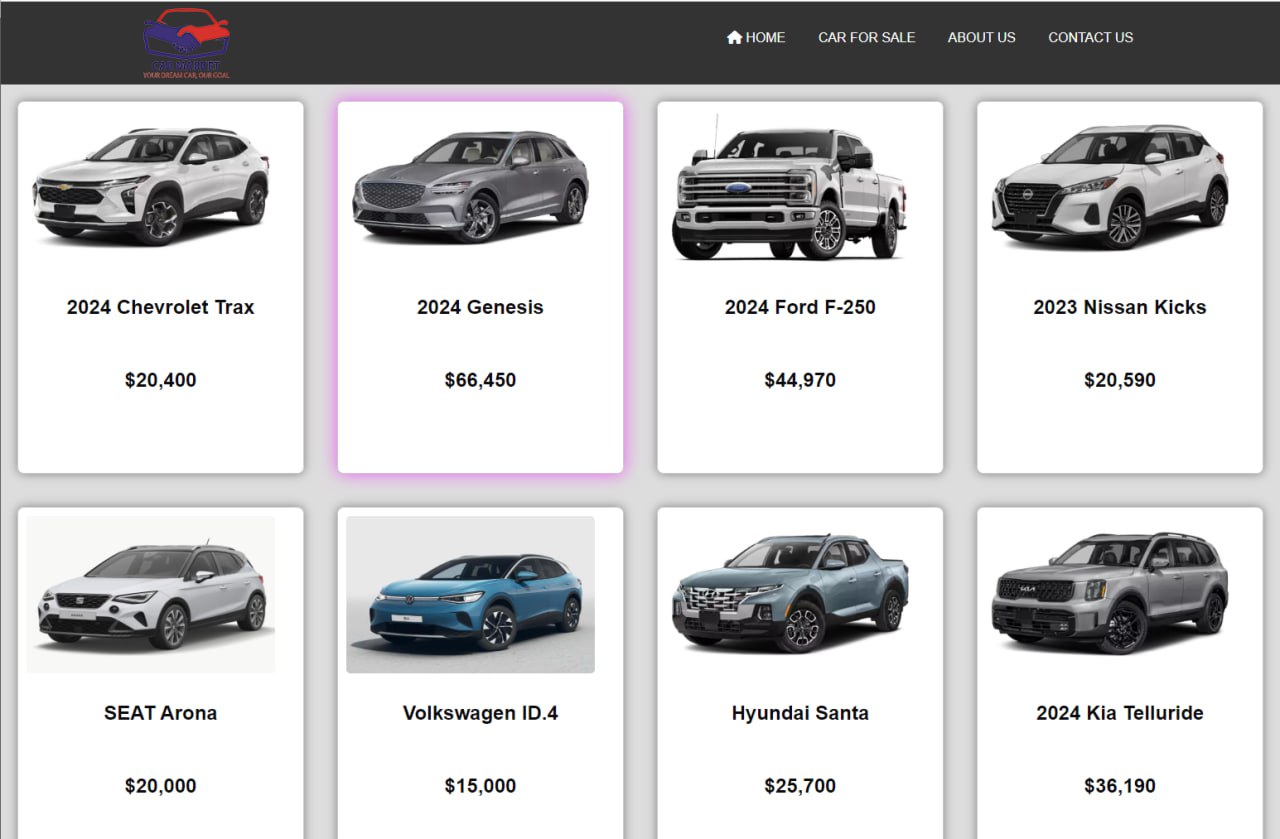 CAR MARKET
YOUR DREAM CAR, OUR GOAL
HOME
CAR FOR SALE
ABOUT US
CONTACT US
2024 Chevrolet Trax
$20,400
2024 Genesis
$66,450
2024 Ford F-250
$44,970
2023 Nissan Kicks
$20,590
SEAT Arona
$20,000
Volkswagen ID.4
$15,000
Hyundai Santa
$25,700
2024 Kia Telluride
$36,190